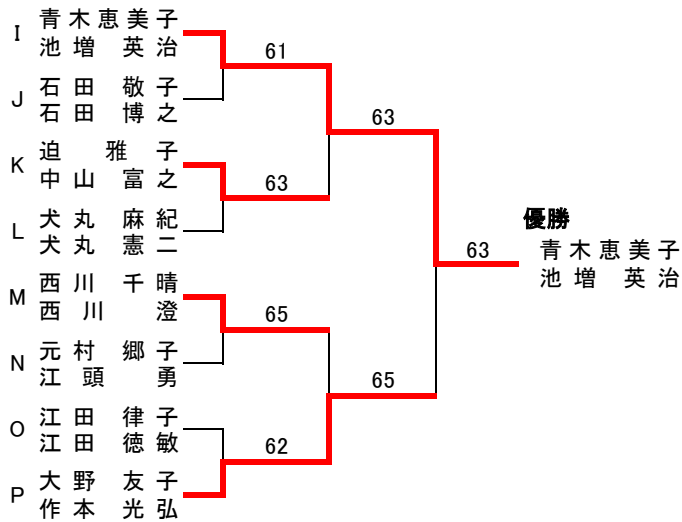 I 青木恵美子
池増 英治
61
J 石田 敬子
石田 博之
63
K 迫 雅子
中山富之
63
L 犬丸 麻紀
犬丸 憲二
優勝
63 青木恵美子
池増 英治
M 西川 千晴
西川 澄
65
N 元村 郷子
江頭 勇
65
O 江田 律子
江田徳敏
62
P 大野 友子
作本 光弘